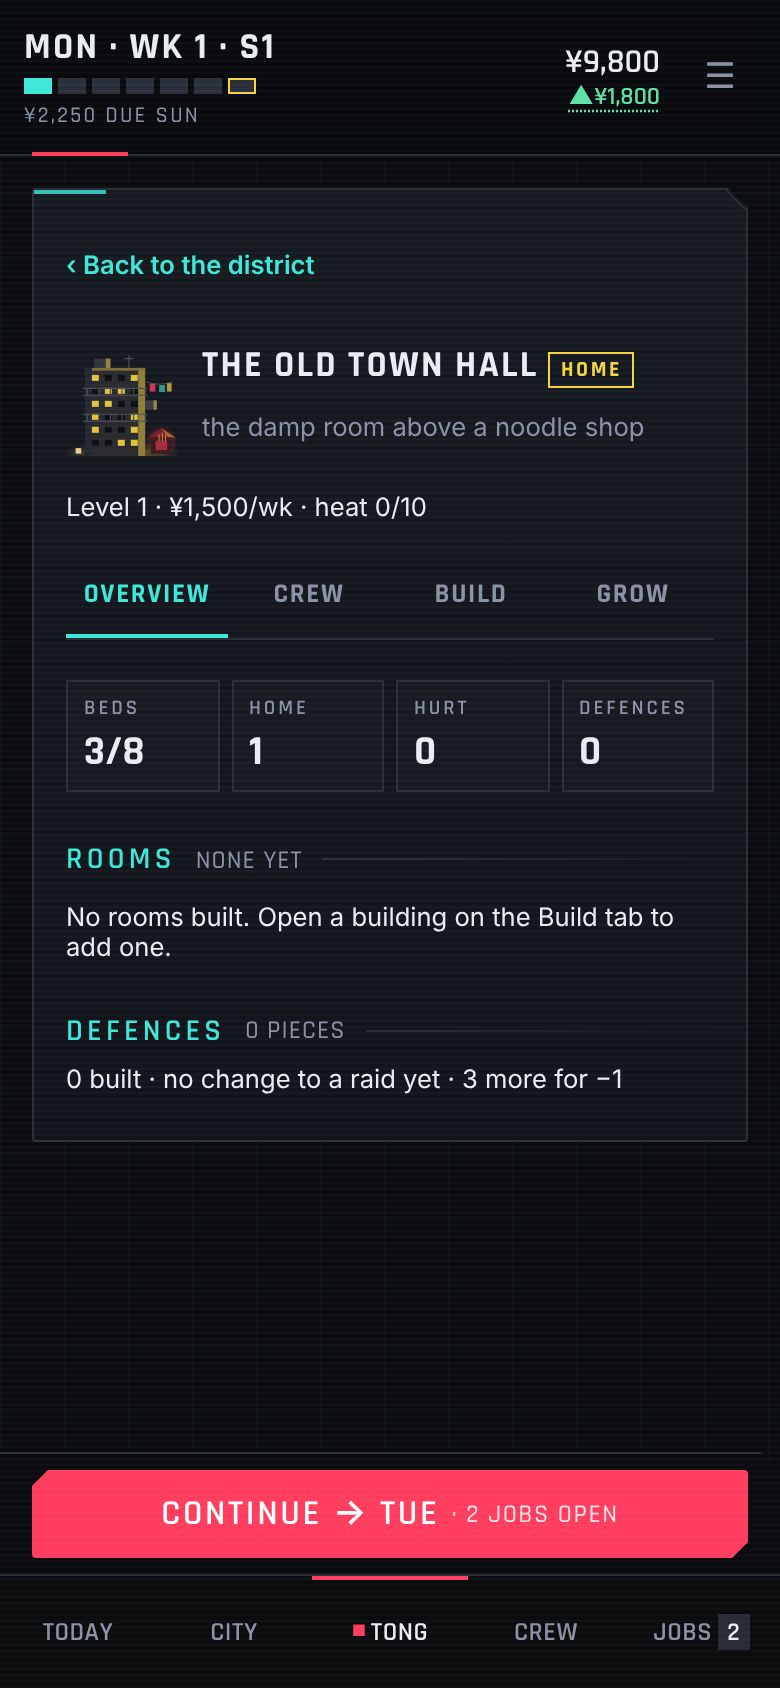 MON · WK 1 · S1
¥2,250 DUE SUN
¥9,800
▲¥1,800
☰
‹ Back to the district
THE OLD TOWN HALL HOME
the damp room above a noodle shop
Level 1 · ¥1,500/wk · heat 0/10
OVERVIEW CREW BUILD GROW
BEDS HOME HURT DEFENCES
3/8 1 0 0
ROOMS NONE YET
No rooms built. Open a building on the Build tab to
add one.
DEFENCES 0 PIECES
0 built · no change to a raid yet · 3 more for −1
CONTINUE → TUE · 2 JOBS OPEN
TODAY CITY TONG CREW JOBS 2